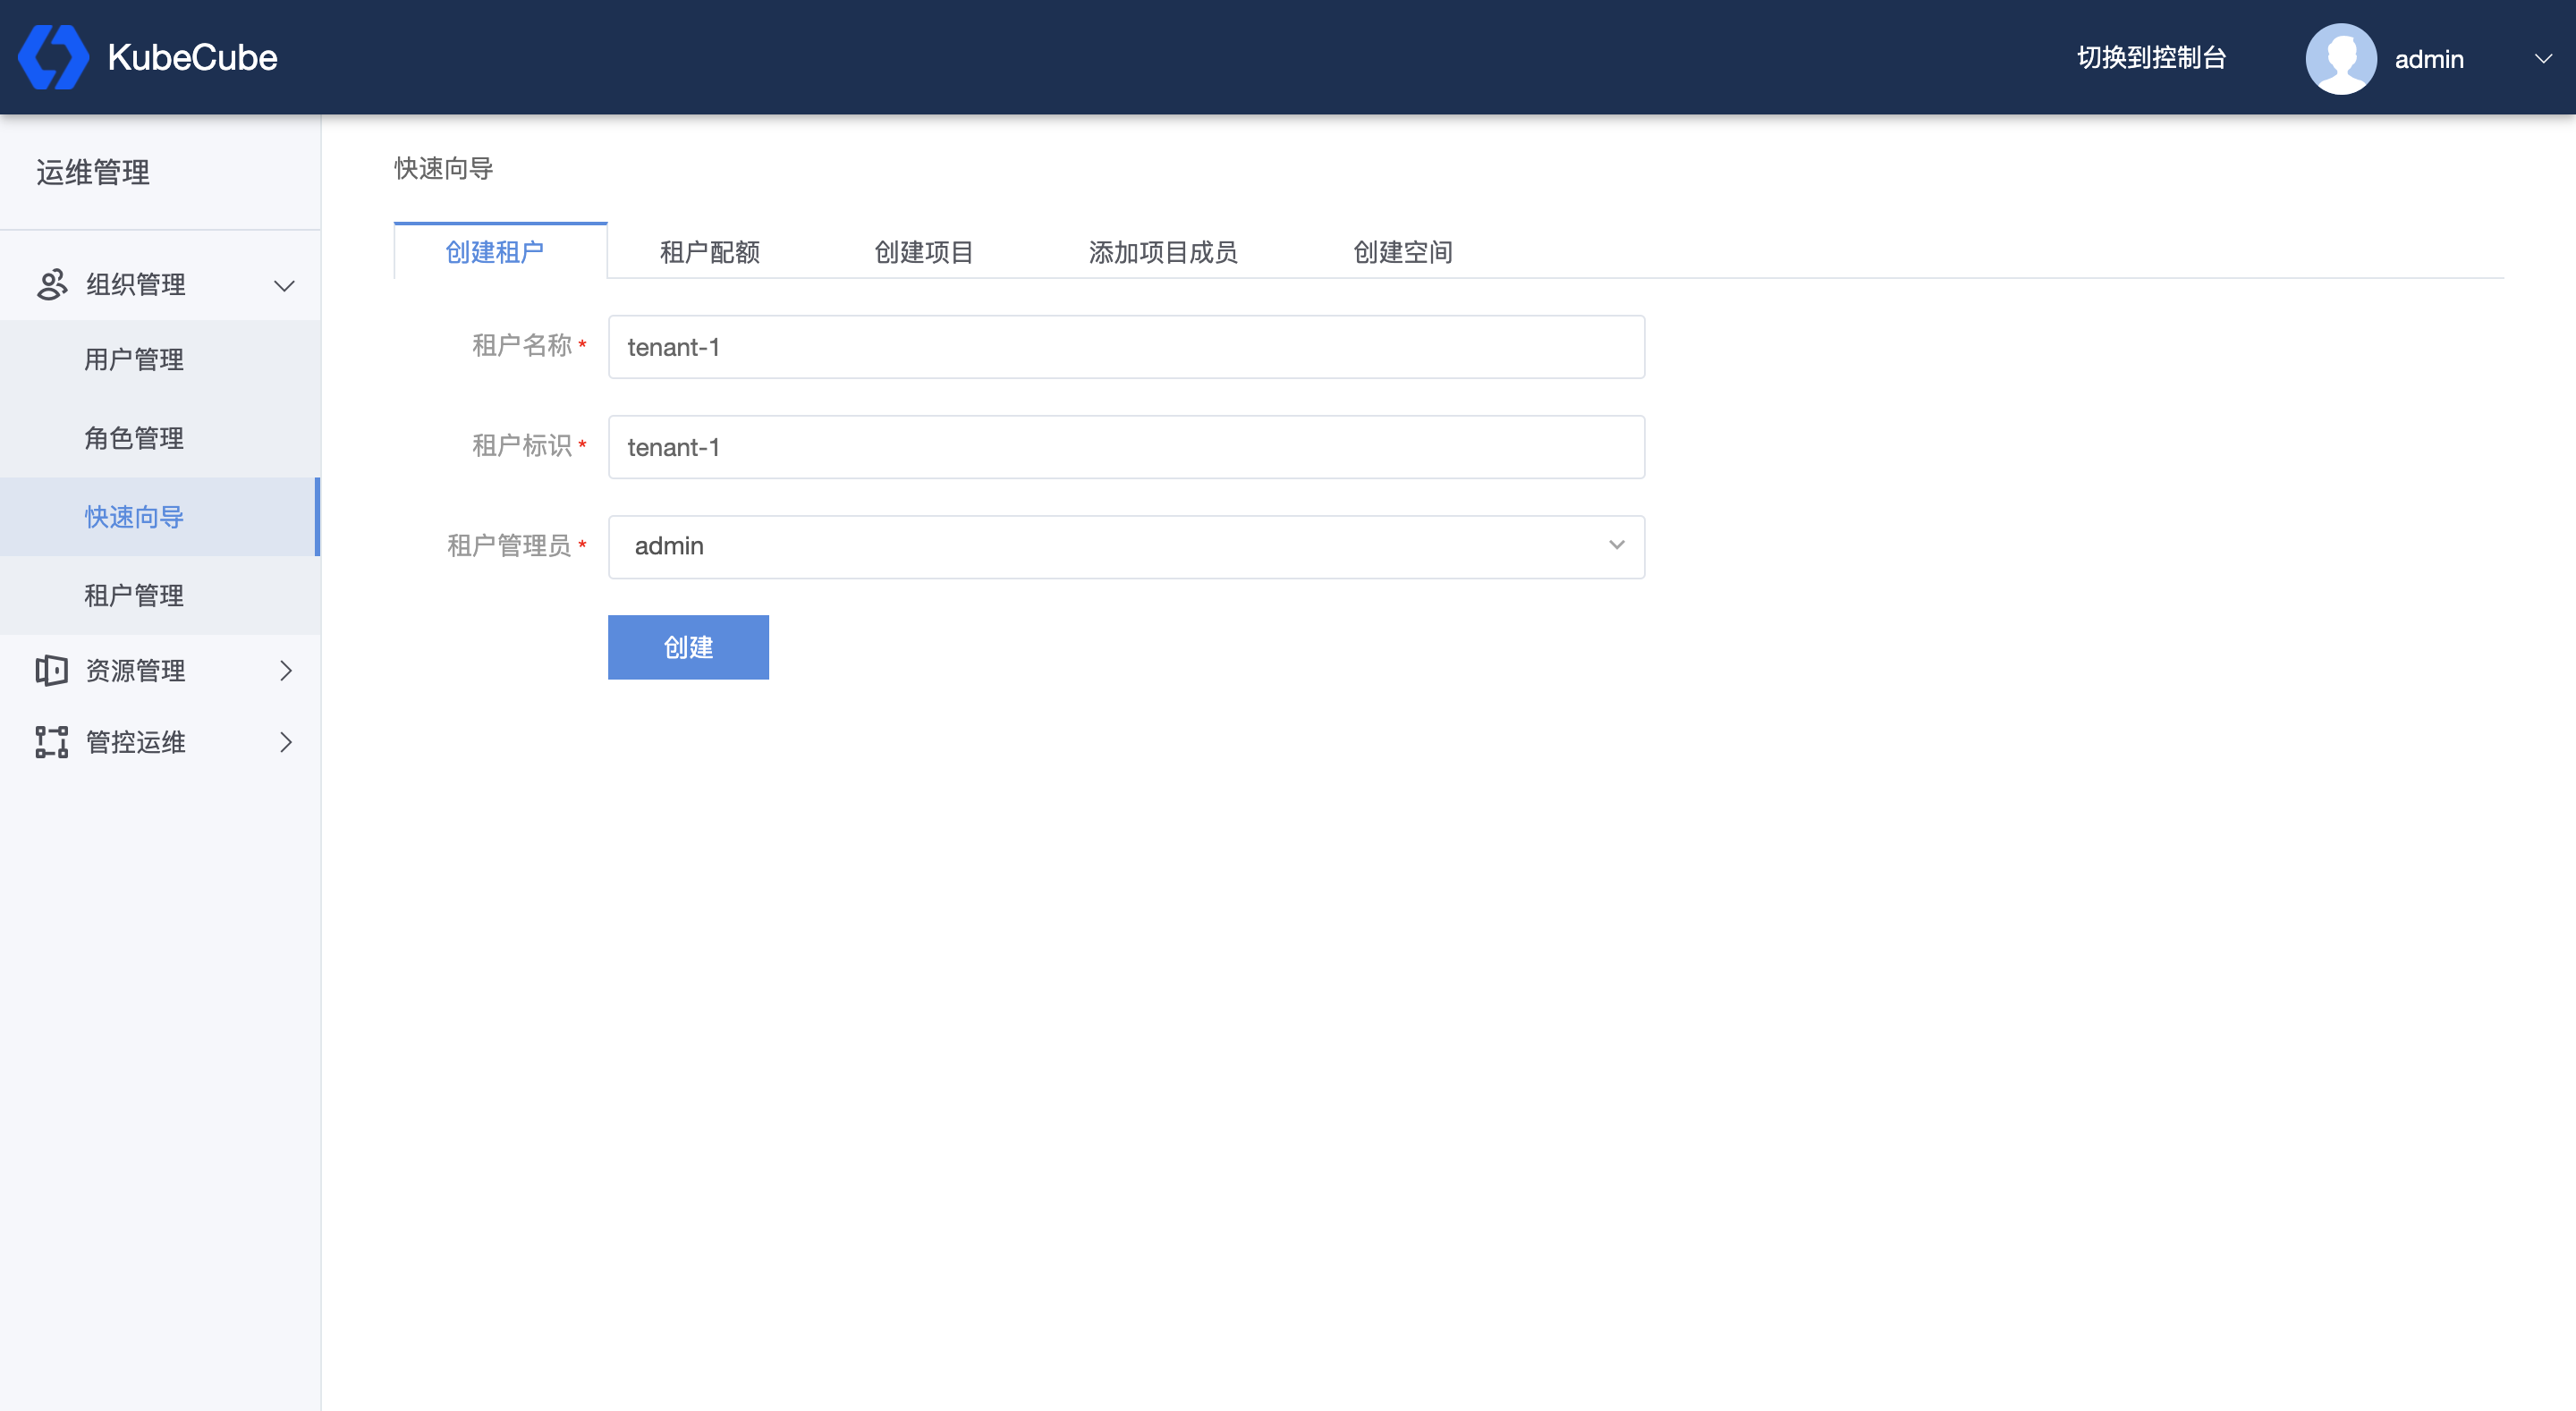 KubeCube
切换到控制台
admin
运维管理
组织管理
用户管理
角色管理
快速向导
租户管理
资源管理
管控运维
快速向导
创建租户 租户配额 创建项目 添加项目成员 创建空间
租户名称 * tenant-1
租户标识 * tenant-1
租户管理员 * admin
创建